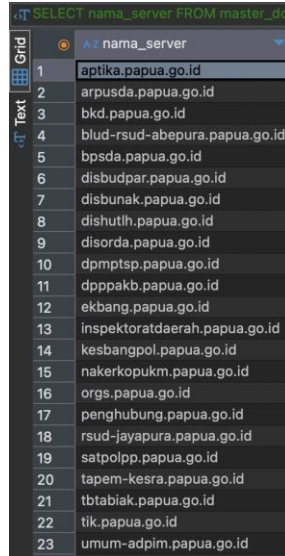 SELECT nama_server FROM master_do
Grid
Text
A-Z nama_server
1 aptika.papua.go.id
2 arpusda.papua.go.id
3 bkd.papua.go.id
4 blud-rsud-abepura.papua.go.id
5 bpsda.papua.go.id
6 disbudpar.papua.go.id
7 disbunak.papua.go.id
8 dishutlh.papua.go.id
9 disorda.papua.go.id
10 dpmptsp.papua.go.id
11 dpppakb.papua.go.id
12 ekbang.papua.go.id
13 inspektoratdaerah.papua.go.id
14 kesbangpol.papua.go.id
15 nakerkopukm.papua.go.id
16 orgs.papua.go.id
17 penghubung.papua.go.id
18 rsud-jayapura.papua.go.id
19 satpolpp.papua.go.id
20 tapem-kesra.papua.go.id
21 tbtabiak.papua.go.id
22 tik.papua.go.id
23 umum-adpim.papua.go.id